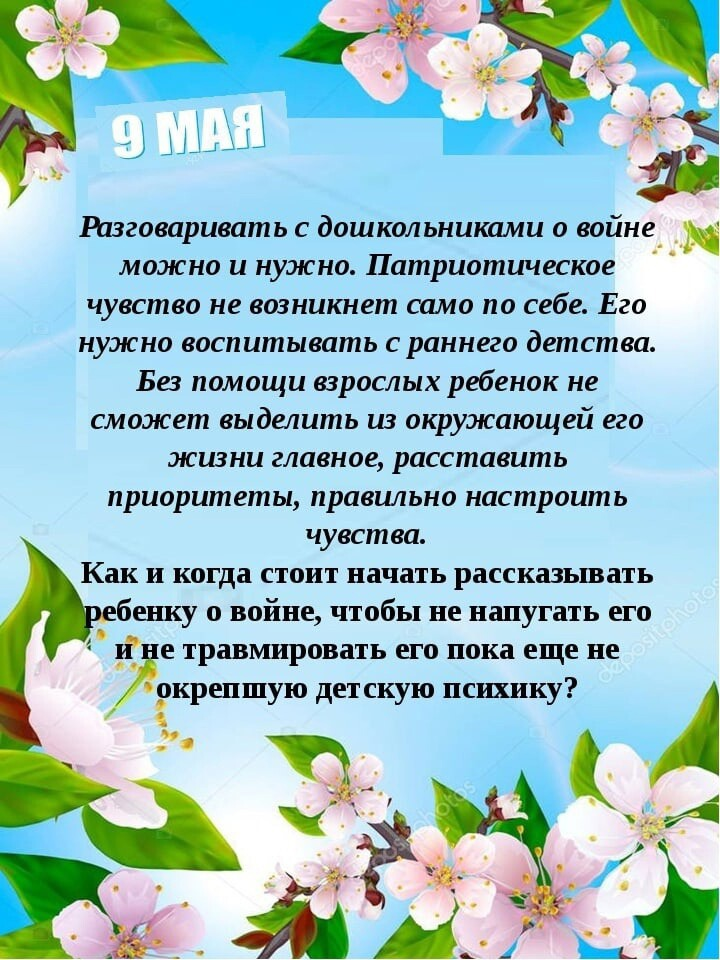 9 МАЯ
Разговаривать с дошкольниками о войне
можно и нужно. Патриотическое
чувство не возникнет само по себе. Его
нужно воспитывать с раннего детства.
Без помощи взрослых ребенок не
сможет выделить из окружающей его
жизни главное, расставить
приоритеты, правильно настроить
чувства.
Как и когда стоит начать рассказывать
ребенку о войне, чтобы не напугать его
и не травмировать его пока еще не
окрепшую детскую психику?
depositphotos
depositphotos